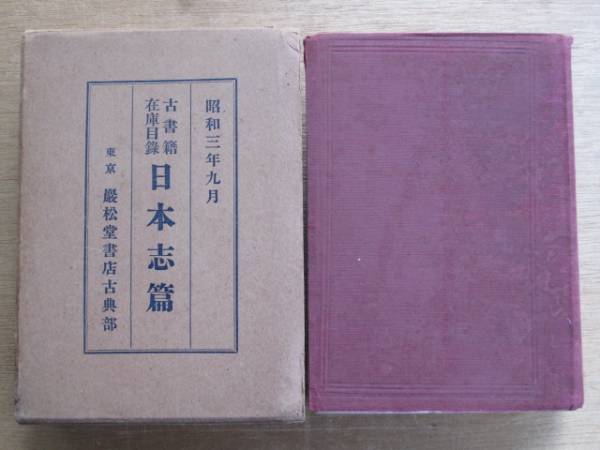 昭和三年九月
古書籍
在庫目錄
日本志篇
東京 巖松堂書店古典部